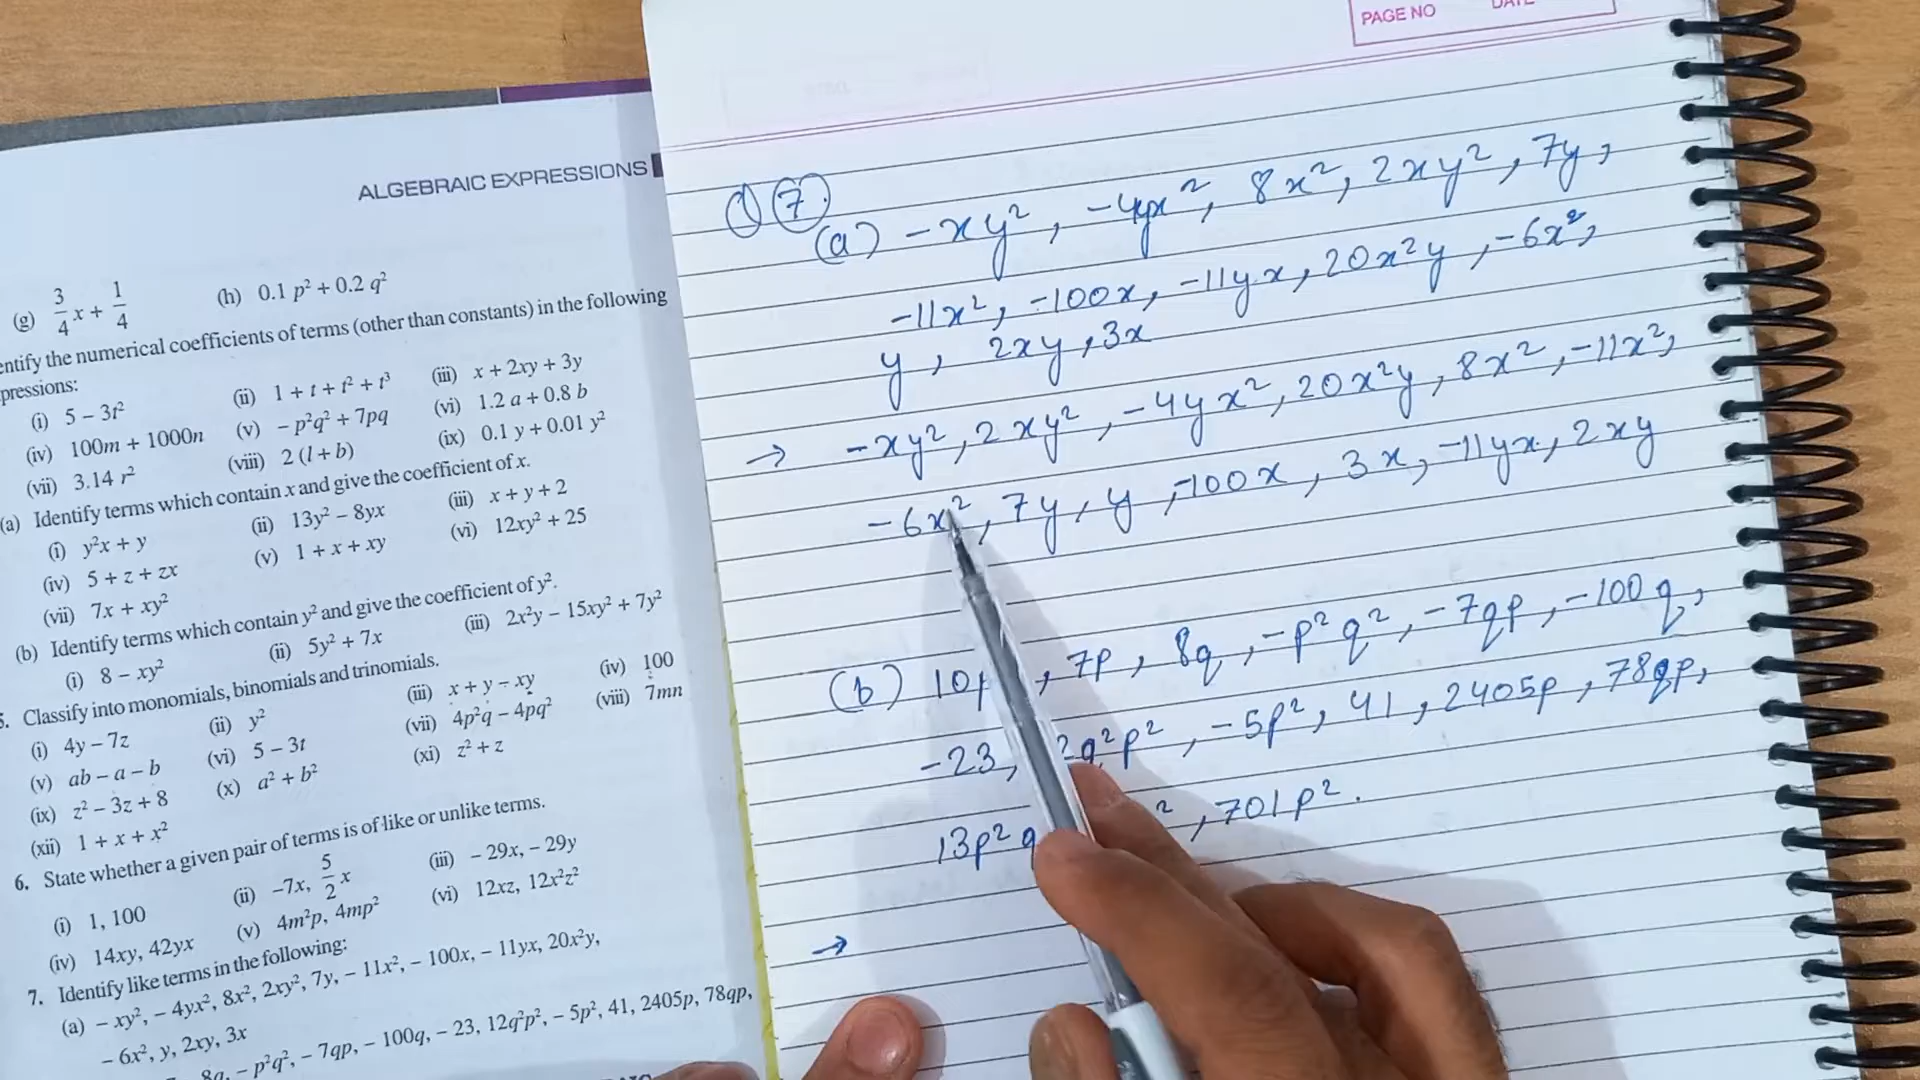 ALGEBRAIC EXPRESSIONS
(g) 3/4 x + 1/4 (h) 0.1 p² + 0.2 q²
entify the numerical coefficients of terms (other than constants) in the following
pressions:
(i) 5 – 3t² (ii) 1 + t + t² + t³ (iii) x + 2xy + 3y
(iv) 100m + 1000n (v) – p²q² + 7pq (vi) 1.2 a + 0.8 b
(vii) 3.14 r² (viii) 2 (l + b) (ix) 0.1 y + 0.01 y²
(a) Identify terms which contain x and give the coefficient of x.
(i) y²x + y (ii) 13y² – 8yx (iii) x + y + 2
(iv) 5 + z + zx (v) 1 + x + xy (vi) 12xy² + 25
(vii) 7x + xy²
(b) Identify terms which contain y² and give the coefficient of y².
(i) 8 – xy² (ii) 5y² + 7x (iii) 2x²y – 15xy² + 7y²
5. Classify into monomials, binomials and trinomials.
(i) 4y – 7z (ii) y² (iii) x + y – xy (iv) 100
(v) ab – a – b (vi) 5 – 3t (vii) 4p²q – 4pq² (viii) 7mn
(ix) z² – 3z + 8 (x) a² + b² (xi) z² + z
(xii) 1 + x + x²
6. State whether a given pair of terms is of like or unlike terms.
(i) 1, 100 (ii) –7x, 5/2 x (iii) – 29x, – 29y
(iv) 14xy, 42yx (v) 4m²p, 4mp² (vi) 12xz, 12x²z²
7. Identify like terms in the following:
(a) – xy², – 4yx², 8x², 2xy², 7y, – 11x², – 100x, – 11yx, 20x²y,
– 6x², y, 2xy, 3x
8q, – p²q², – 7qp, – 100q, – 23, 12q²p², – 5p², 41, 2405p, 78qp,
PAGE NO DATE
7.
(a) -xy², -4yx², 8x², 2xy², 7y,
-11x², -100x, -11yx, 20x²y, -6x²,
y, 2xy, 3x
→ -xy², 2xy², -4yx², 20x²y, 8x², -11x²,
-6x², 7y, y, -100x, 3x, -11yx, 2xy
(b) 10p , 7p, 8q, -p²q², -7qp, -100q,
-23, 2q²p², -5p², 41, 2405p, 78qp,
13p²q ², 701p².
→